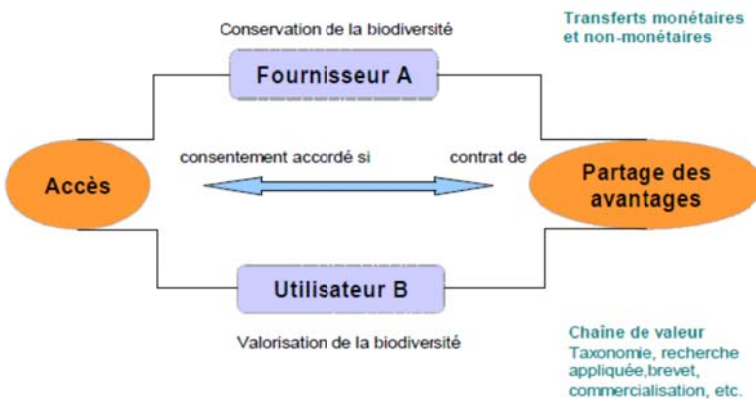 Conservation de la biodiversité
Transferts monétaires
et non-monétaires
Fournisseur A
consentement accordé si
contrat de
Accès
Partage des
avantages
Utilisateur B
Valorisation de la biodiversité
Chaîne de valeur
Taxonomie, recherche
appliquée,brevet,
commercialisation, etc.